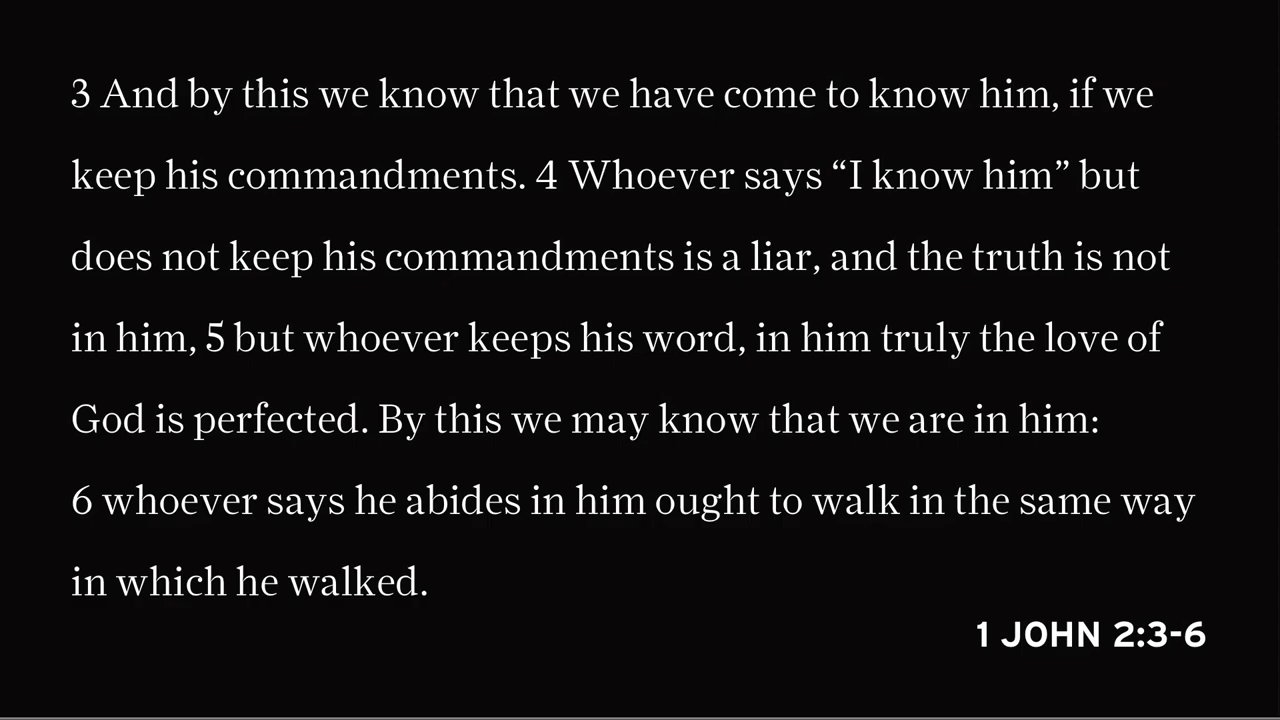 3 And by this we know that we have come to know him, if we
keep his commandments. 4 Whoever says “I know him” but
does not keep his commandments is a liar, and the truth is not
in him, 5 but whoever keeps his word, in him truly the love of
God is perfected. By this we may know that we are in him:
6 whoever says he abides in him ought to walk in the same way
in which he walked.
1 JOHN 2:3-6